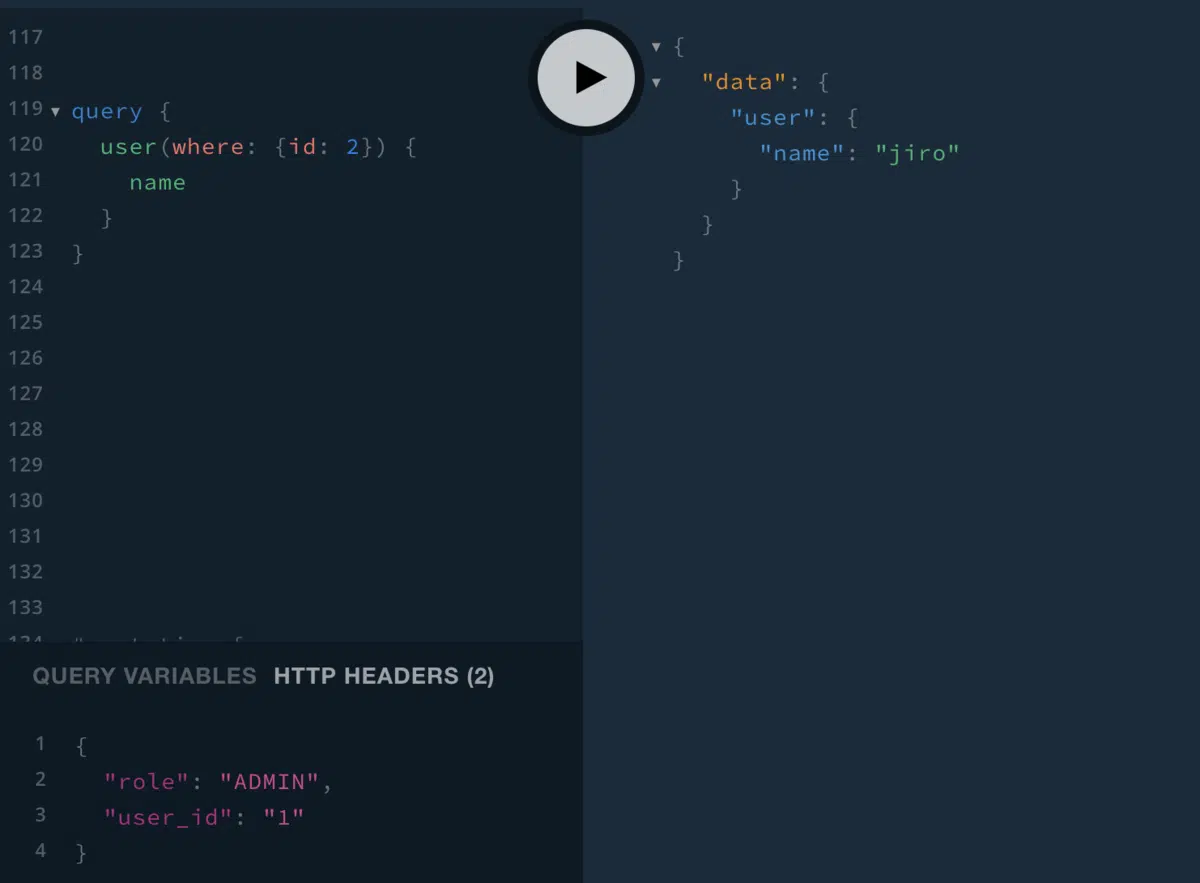 117
118
119 ▼ query {
120 user(where: {id: 2}) {
121 name
122 }
123 }
124
125
126
127
128
129
130
131
132
133
QUERY VARIABLES HTTP HEADERS (2)
1 {
2 "role": "ADMIN",
3 "user_id": "1"
4 }
▼ {
▼ "data": {
"user": {
"name": "jiro"
}
}
}